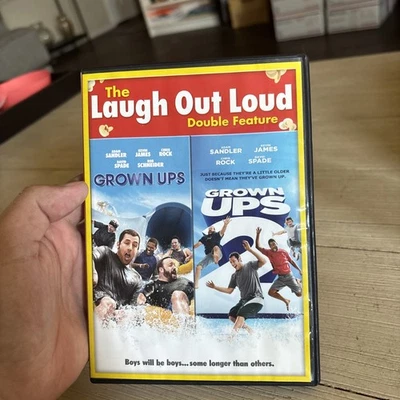 The
Laugh Out Loud
Double Feature
ADAM SANDLER KEVIN JAMES CHRIS ROCK
DAVID SPADE ROB SCHNEIDER
GROWN UPS
ADAM SANDLER KEVIN JAMES
CHRIS ROCK DAVID SPADE
JUST BECAUSE THEY'RE A LITTLE OLDER
DOESN'T MEAN THEY'VE GROWN UP.
GROWN
UPS
2
Boys will be boys...some longer than others.